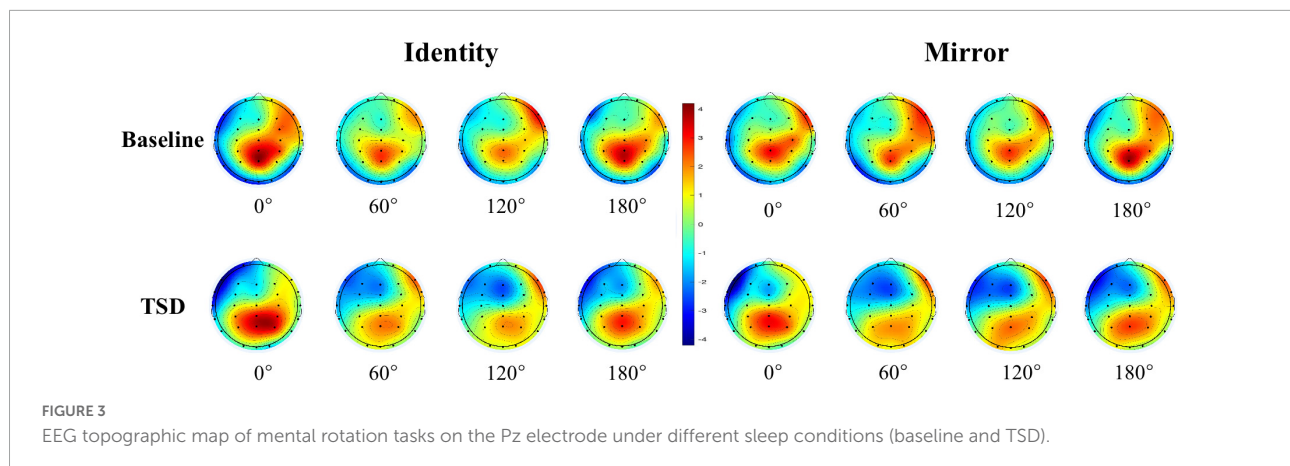 Identity Mirror
Baseline
0° 60° 120° 180° 0° 60° 120° 180°
4
3
2
1
0
-1
-2
-3
-4
TSD
0° 60° 120° 180° 0° 60° 120° 180°
FIGURE 3
EEG topographic map of mental rotation tasks on the Pz electrode under different sleep conditions (baseline and TSD).